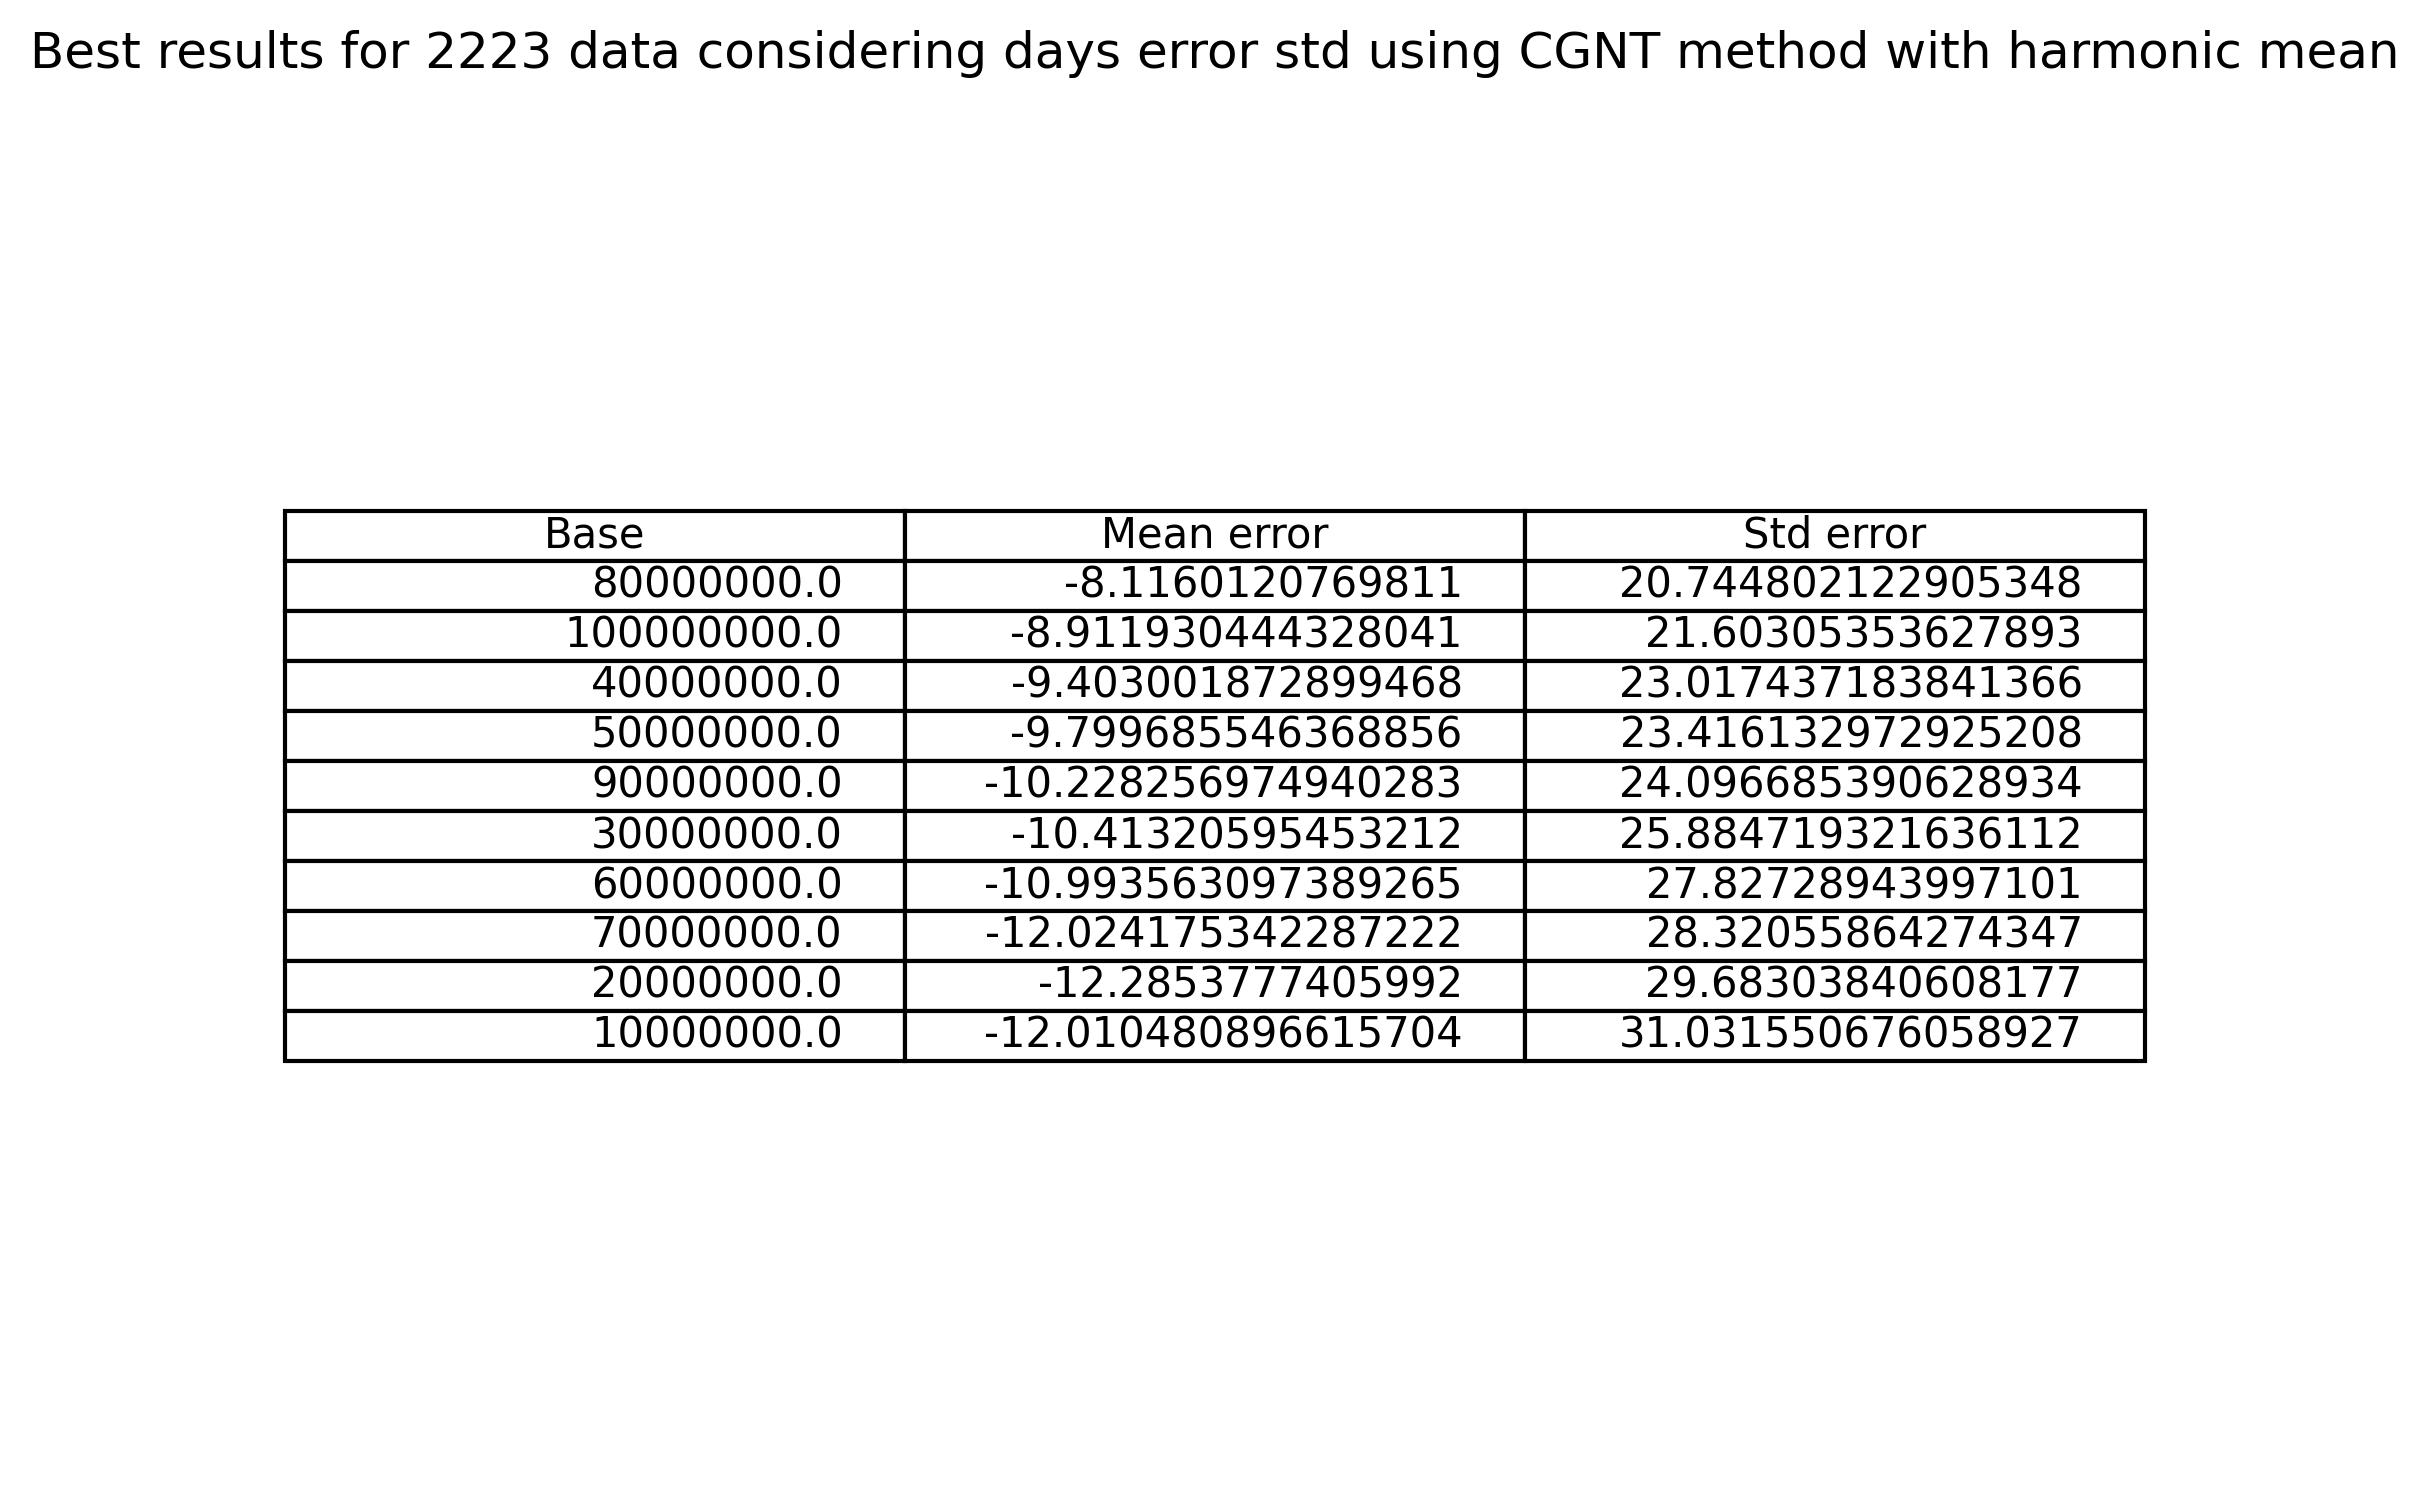 Best results for 2223 data considering days error std using CGNT method with harmonic mean
Base Mean error Std error
80000000.0 -8.1160120769811 20.744802122905348
100000000.0 -8.911930444328041 21.60305353627893
40000000.0 -9.403001872899468 23.017437183841366
50000000.0 -9.799685546368856 23.416132972925208
90000000.0 -10.228256974940283 24.096685390628934
30000000.0 -10.41320595453212 25.884719321636112
60000000.0 -10.993563097389265 27.82728943997101
70000000.0 -12.024175342287222 28.32055864274347
20000000.0 -12.2853777405992 29.68303840608177
10000000.0 -12.010480896615704 31.031550676058927